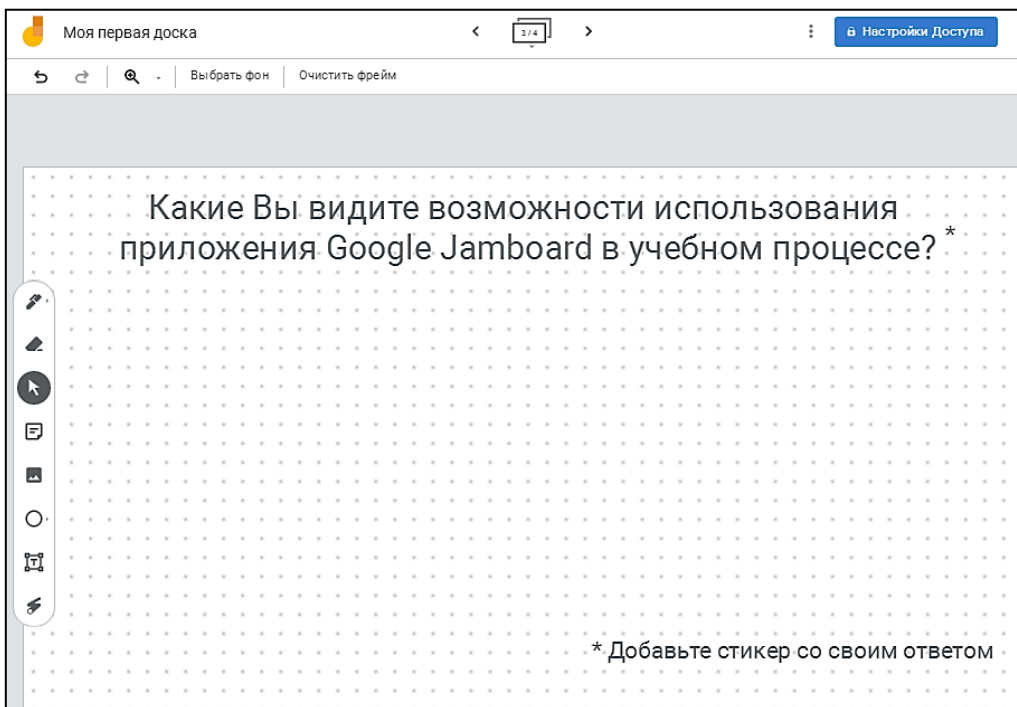 Моя первая доска
3 / 4
Настройки Доступа
Выбрать фон
Очистить фрейм
Какие Вы видите возможности использования
приложения Google Jamboard в учебном процессе? *
* Добавьте стикер со своим ответом